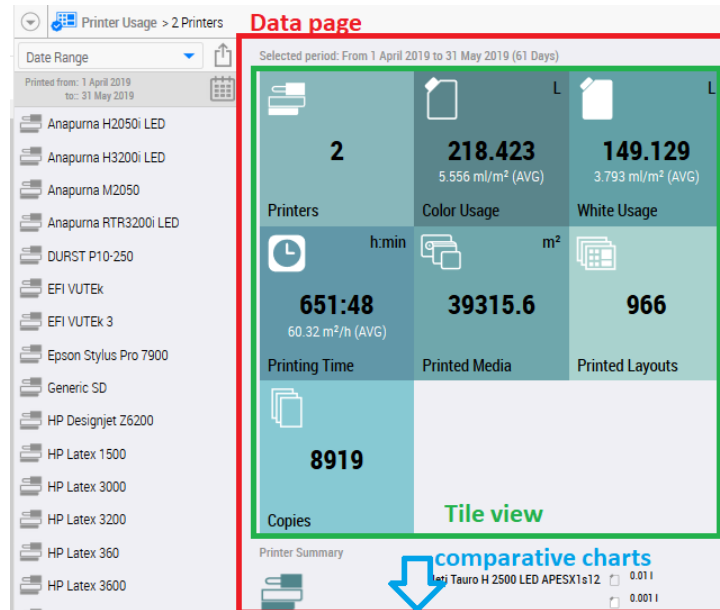 Printer Usage > 2 Printers
Data page
Date Range
Printed from: 1 April 2019
to:: 31 May 2019
Anapurna H2050i LED
Anapurna H3200i LED
Anapurna M2050
Anapurna RTR3200i LED
DURST P10-250
EFI VUTEk
EFI VUTEk 3
Epson Stylus Pro 7900
Generic SD
HP Designjet Z6200
HP Latex 1500
HP Latex 3000
HP Latex 3200
HP Latex 360
HP Latex 3600
Selected period: From 1 April 2019 to 31 May 2019 (61 Days)
2
Printers
L
218.423
5.556 ml/m² (AVG)
Color Usage
L
149.129
3.793 ml/m² (AVG)
White Usage
h:min
651:48
60.32 m²/h (AVG)
Printing Time
m²
39315.6
Printed Media
966
Printed Layouts
8919
Copies
Tile view
Printer Summary
comparative charts
Tauro H 2500 LED APESX1s12
0.01 l
0.001 l